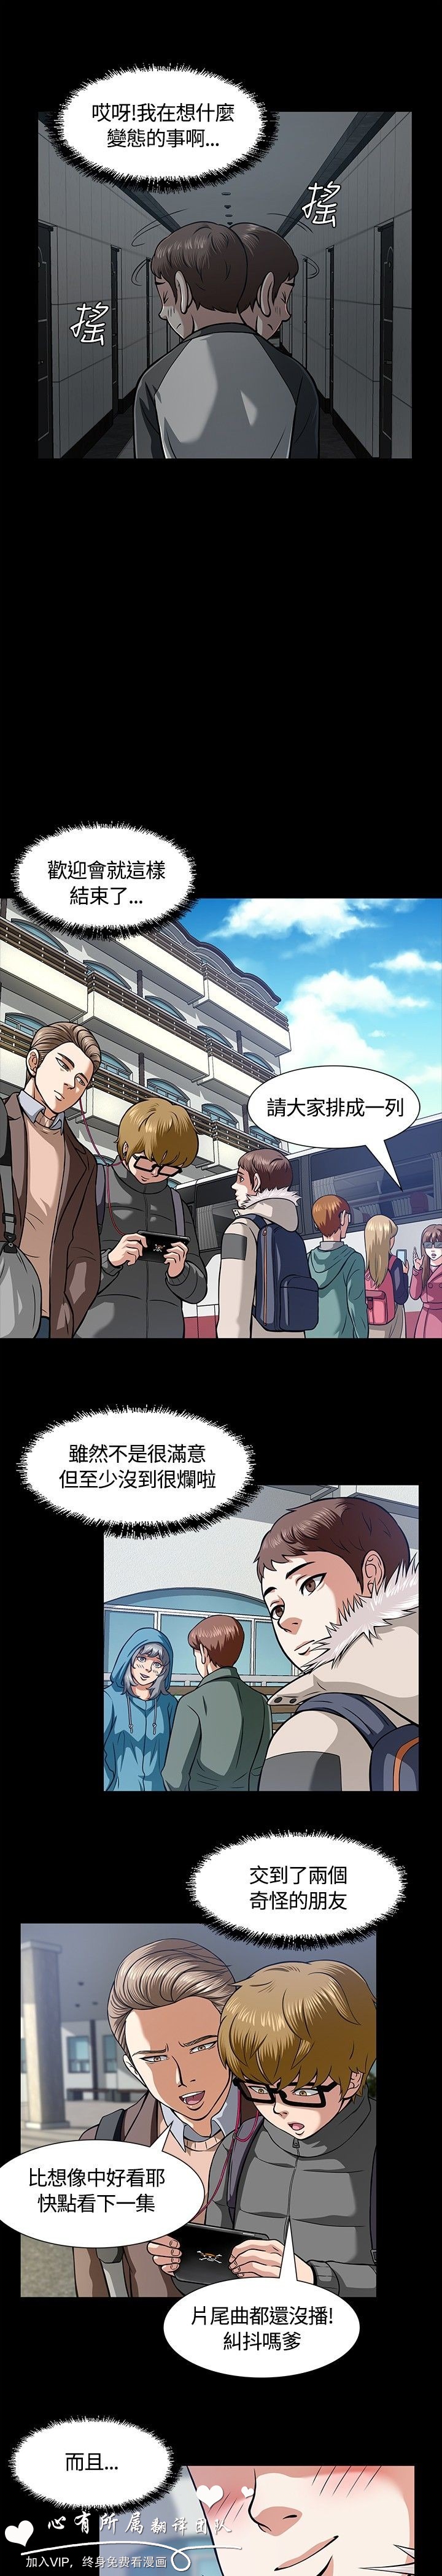 哎呀!我在想什麼
變態的事啊...
搖
搖
歡迎會就這樣
結束了...
請大家排成一列
雖然不是很滿意
但至少沒到很爛啦
交到了兩個
奇怪的朋友
比想像中好看耶
快點看下一集
片尾曲都還沒播!
糾抖嗎爹
而且...
心有所属翻译团队
加入VIP，终身免费看漫画